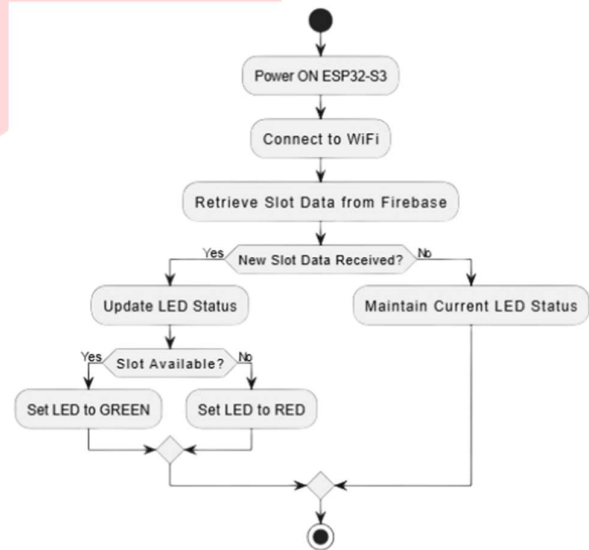 Power ON ESP32-S3
Connect to WiFi
Retrieve Slot Data from Firebase
Yes
New Slot Data Received?
No
Update LED Status
Maintain Current LED Status
Yes
Slot Available?
No
Set LED to GREEN
Set LED to RED